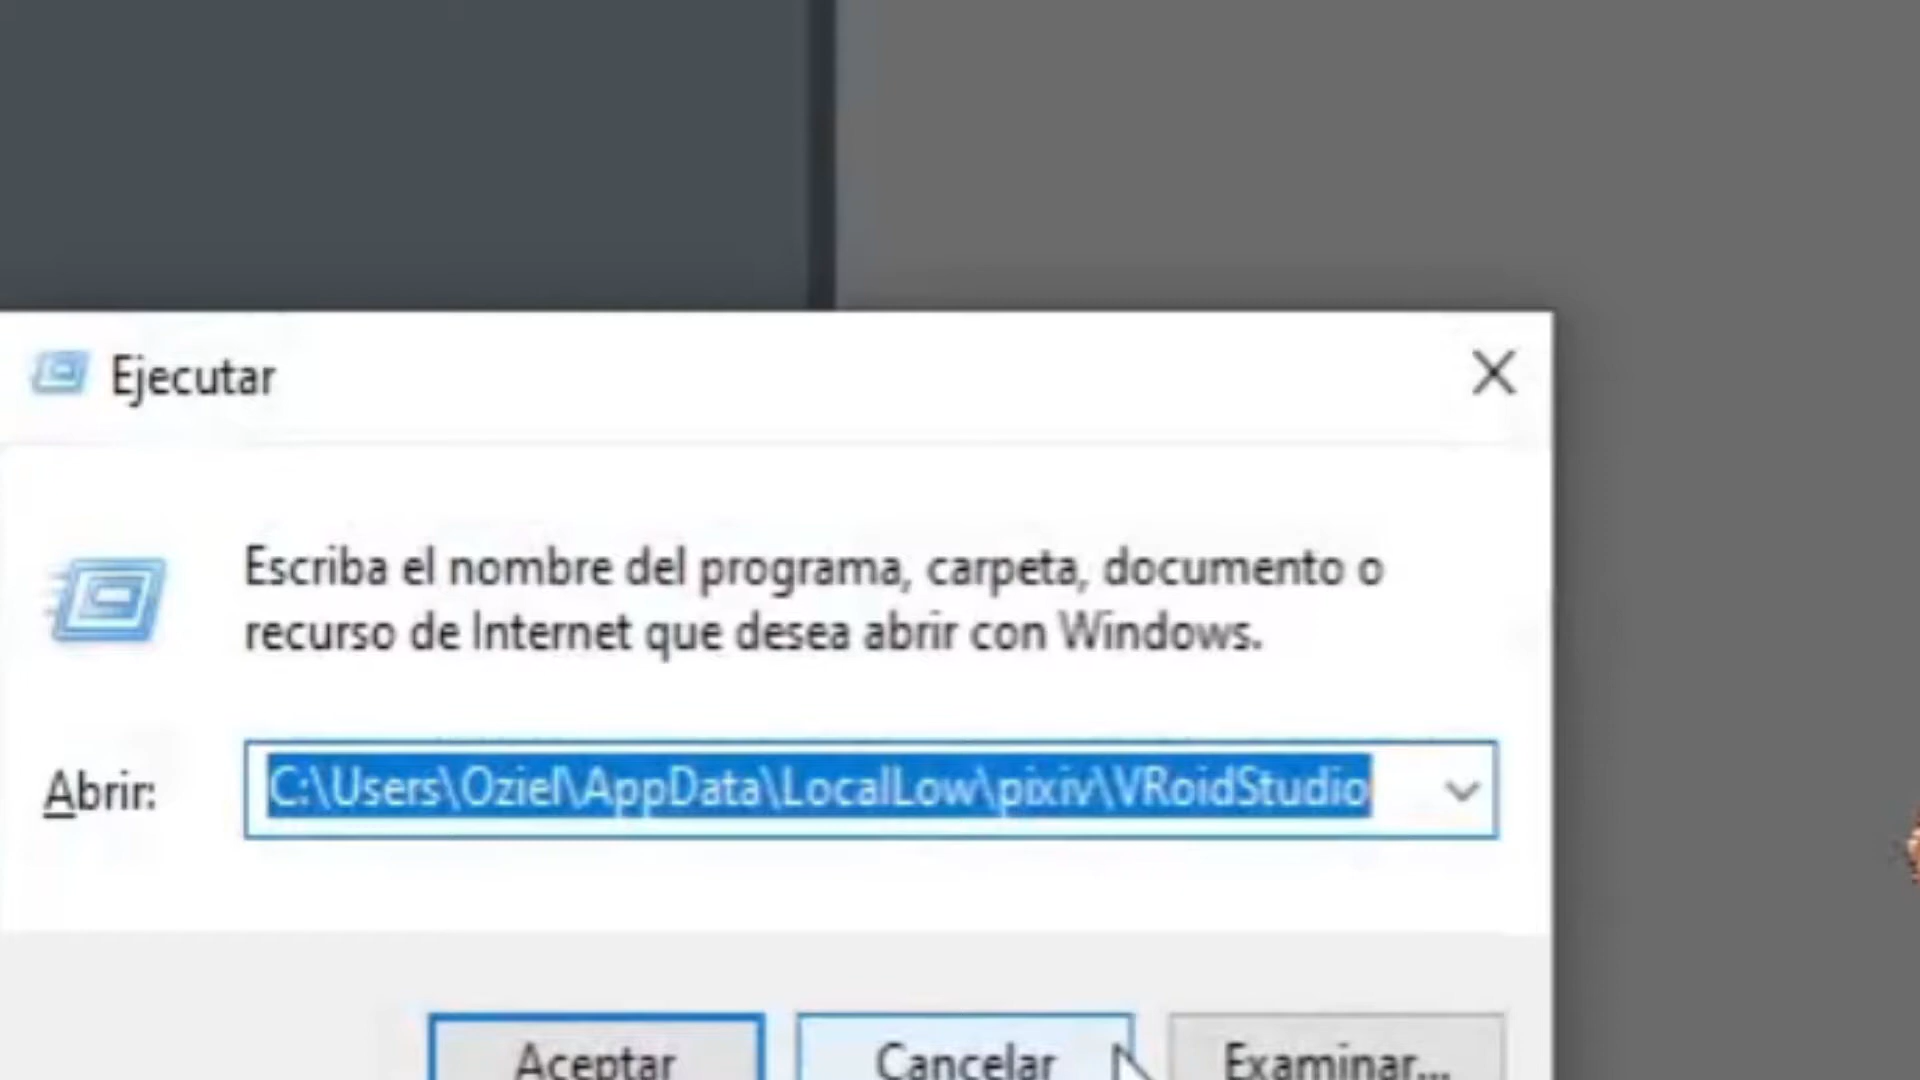 Ejecutar
Escriba el nombre del programa, carpeta, documento o
recurso de Internet que desea abrir con Windows.
Abrir:
C:\Users\Oziel\AppData\LocalLow\pixiv\VRoidStudio
Aceptar
Cancelar
Examinar...